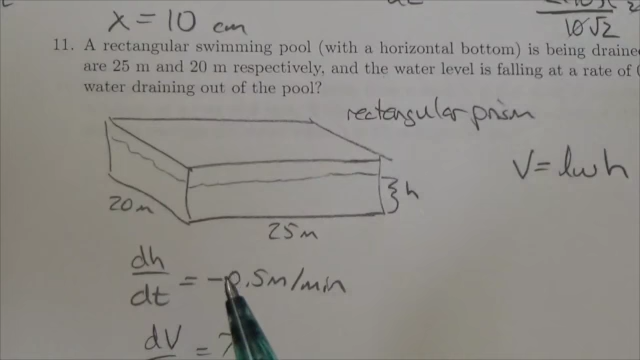 x = 10 cm
10√2
11. A rectangular swimming pool (with a horizontal bottom) is being drained
are 25 m and 20 m respectively, and the water level is falling at a rate of 0
water draining out of the pool?
rectangular prism
V = lwh
h
20m
25m
dh/dt = -0.5m/min
dV = ?